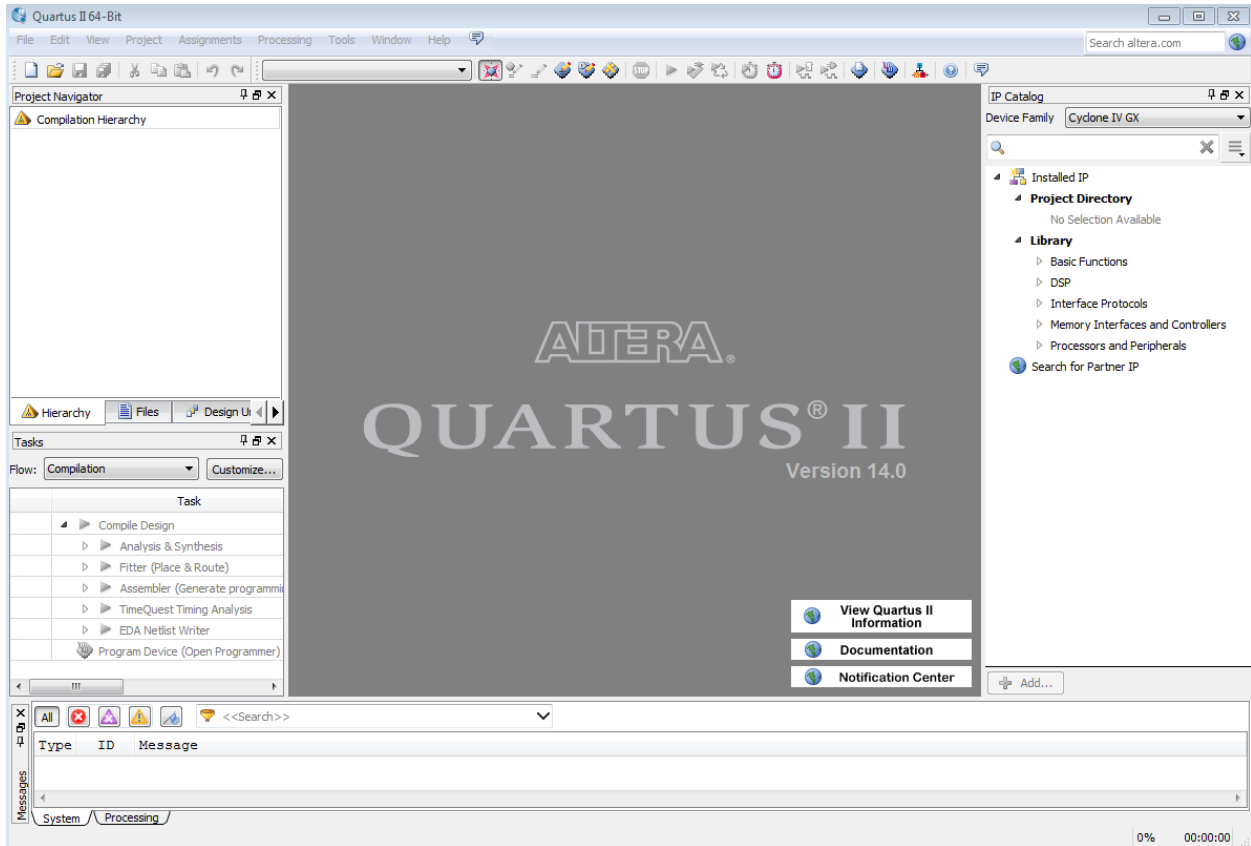 Quartus II 64-Bit
File Edit View Project Assignments Processing Tools Window Help
Search altera.com
STOP
Project Navigator
Compilation Hierarchy
Hierarchy Files Design Ui
Tasks
Flow: Compilation Customize...
Task
Compile Design
Analysis & Synthesis
Fitter (Place & Route)
Assembler (Generate programmi
TimeQuest Timing Analysis
EDA Netlist Writer
Program Device (Open Programmer)
ALTERA®
QUARTUS® II
Version 14.0
View Quartus II
Information
Documentation
Notification Center
IP Catalog
Device Family Cyclone IV GX
Installed IP
Project Directory
No Selection Available
Library
Basic Functions
DSP
Interface Protocols
Memory Interfaces and Controllers
Processors and Peripherals
Search for Partner IP
Add...
All <<Search>>
Type ID Message
Messages
System Processing
0% 00:00:00